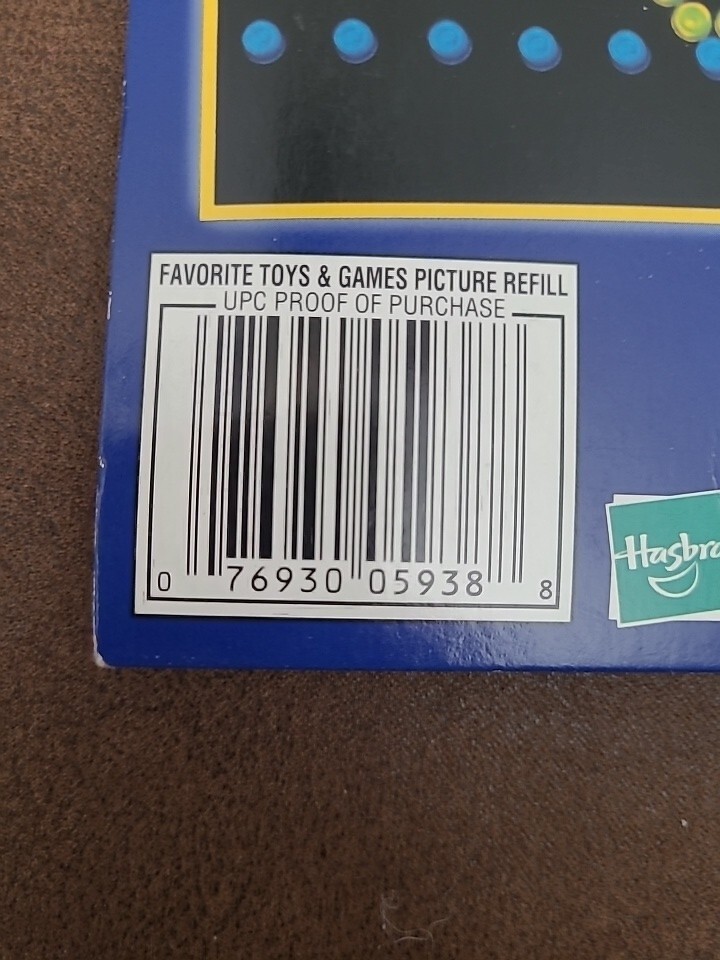 FAVORITE TOYS & GAMES PICTURE REFILL
UPC PROOF OF PURCHASE
0 76930 05938 8
Hasbro